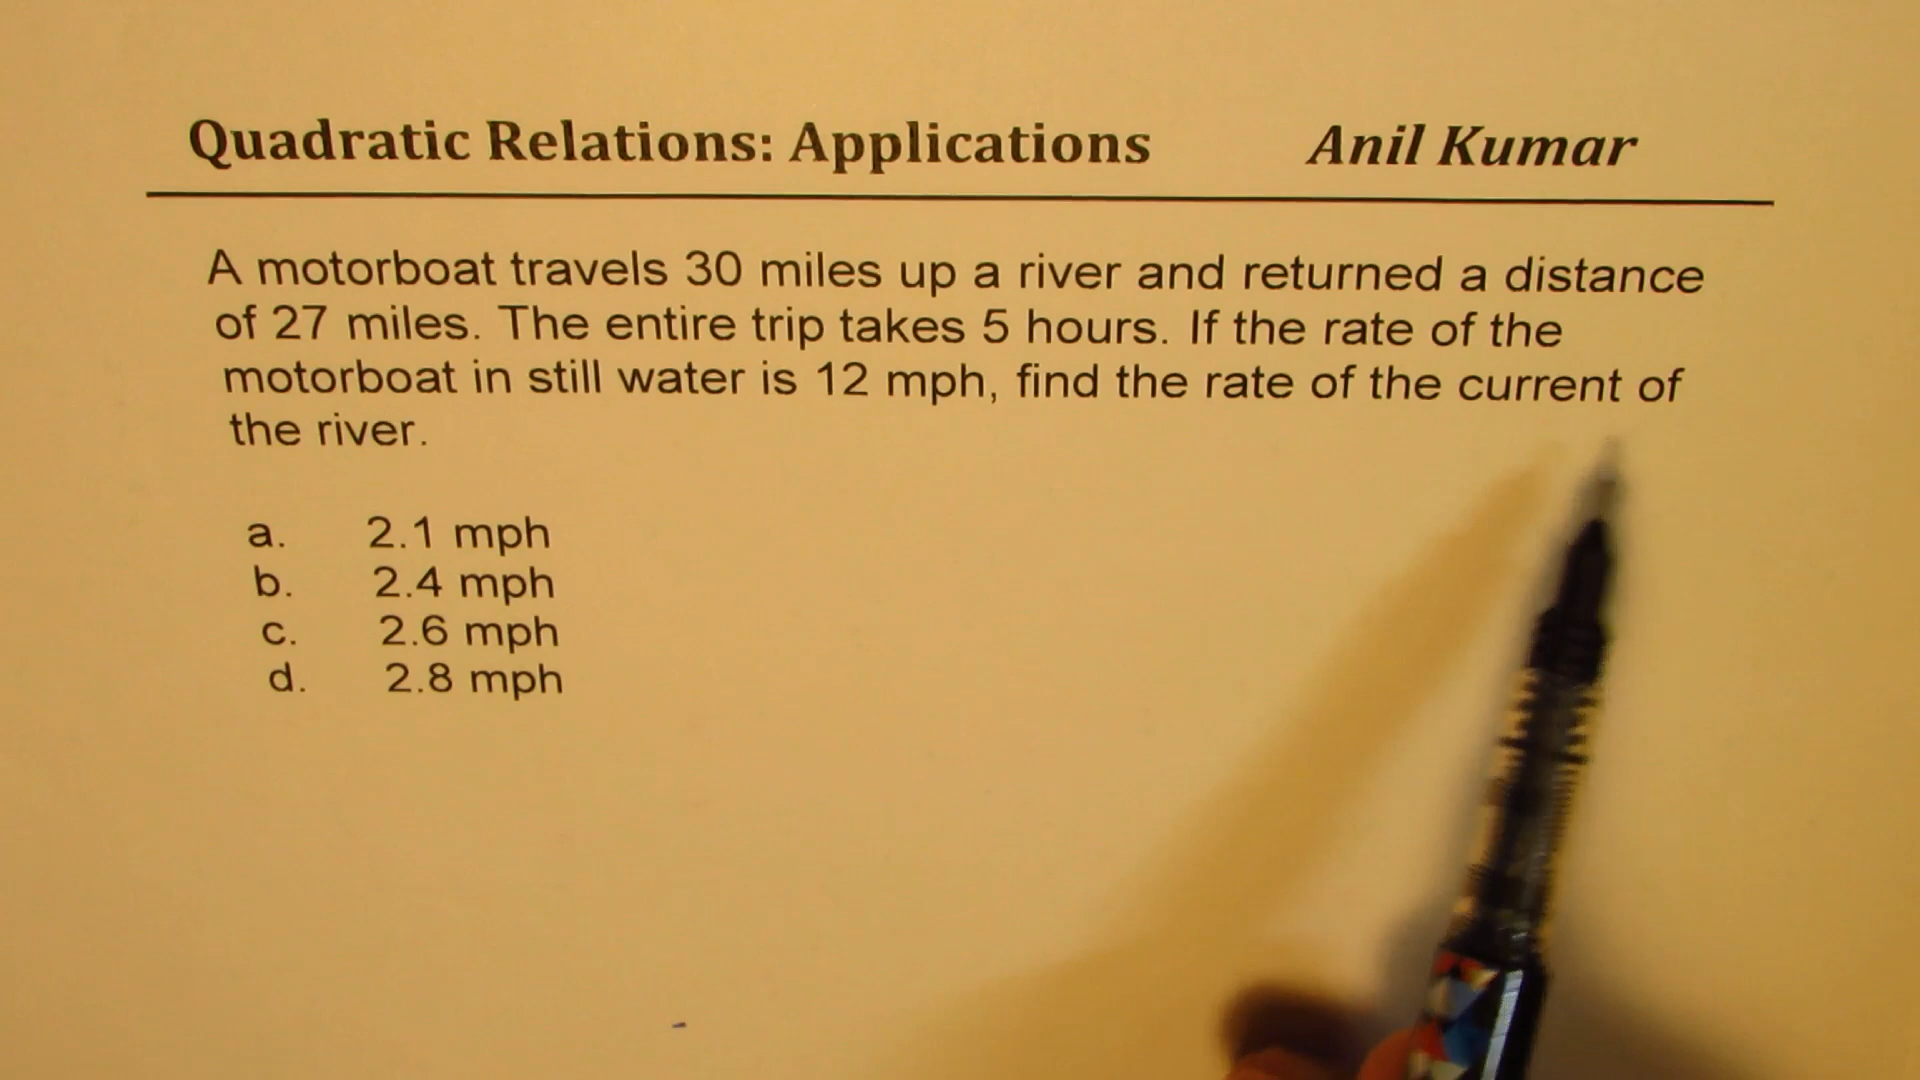 Quadratic Relations: Applications Anil Kumar
A motorboat travels 30 miles up a river and returned a distance
of 27 miles. The entire trip takes 5 hours. If the rate of the
motorboat in still water is 12 mph, find the rate of the current of
the river.
a. 2.1 mph
b. 2.4 mph
c. 2.6 mph
d. 2.8 mph